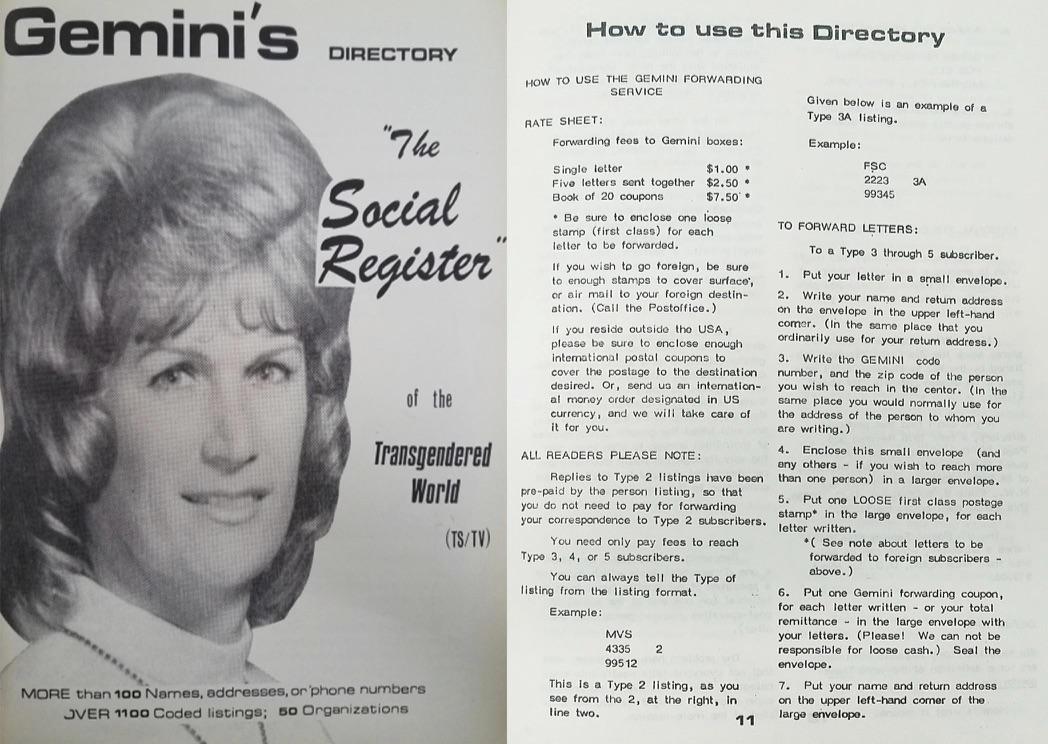 Gemini's DIRECTORY
"The
Social
Register"
of the
Transgendered
World
(TS/TV)
MORE than 100 Names, addresses, or phone numbers
OVER 1100 Coded listings; 50 Organizations
How to use this Directory
HOW TO USE THE GEMINI FORWARDING
SERVICE
RATE SHEET:
Forwarding fees to Gemini boxes:
Single letter $1.00 *
Five letters sent together $2.50 *
Book of 20 coupons $7.50 *
* Be sure to enclose one loose
stamp (first class) for each
letter to be forwarded.
If you wish to go foreign, be sure
to enough stamps to cover surface,
or air mail to your foreign destin-
ation. (Call the Postoffice.)
If you reside outside the USA,
please be sure to enclose enough
international postal coupons to
cover the postage to the destination
desired. Or, send us an internation-
al money order designated in US
currency, and we will take care of
it for you.
ALL READERS PLEASE NOTE:
Replies to Type 2 listings have been
pre-paid by the person listing, so that
you do not need to pay for forwarding
your correspondence to Type 2 subscribers.
You need only pay fees to reach
Type 3, 4, or 5 subscribers.
You can always tell the Type of
listing from the listing format.
Example:
MVS
4335 2
99512
This is a Type 2 listing, as you
see from the 2, at the right, in
line two.
Given below is an example of a
Type 3A listing.
Example:
FSC
2223 3A
99345
TO FORWARD LETTERS:
To a Type 3 through 5 subscriber.
1. Put your letter in a small envelope.
2. Write your name and return address
on the envelope in the upper left-hand
corner. (In the same place that you
ordinarily use for your return address.)
3. Write the GEMINI code
number, and the zip code of the person
you wish to reach in the centor. (In the
same place you would normally use for
the address of the person to whom you
are writing.)
4. Enclose this small envelope (and
any others - if you wish to reach more
than one person) in a larger envelope.
5. Put one LOOSE first class postage
stamp* in the large envelope, for each
letter written.
*( See note about letters to be
forwarded to foreign subscribers -
above.)
6. Put one Gemini forwarding coupon,
for each letter written - or your total
remittance - in the large envelope with
your letters. (Please! We can not be
responsible for loose cash.) Seal the
envelope.
7. Put your name and return address
on the upper left-hand corner of the
large envelope.
11